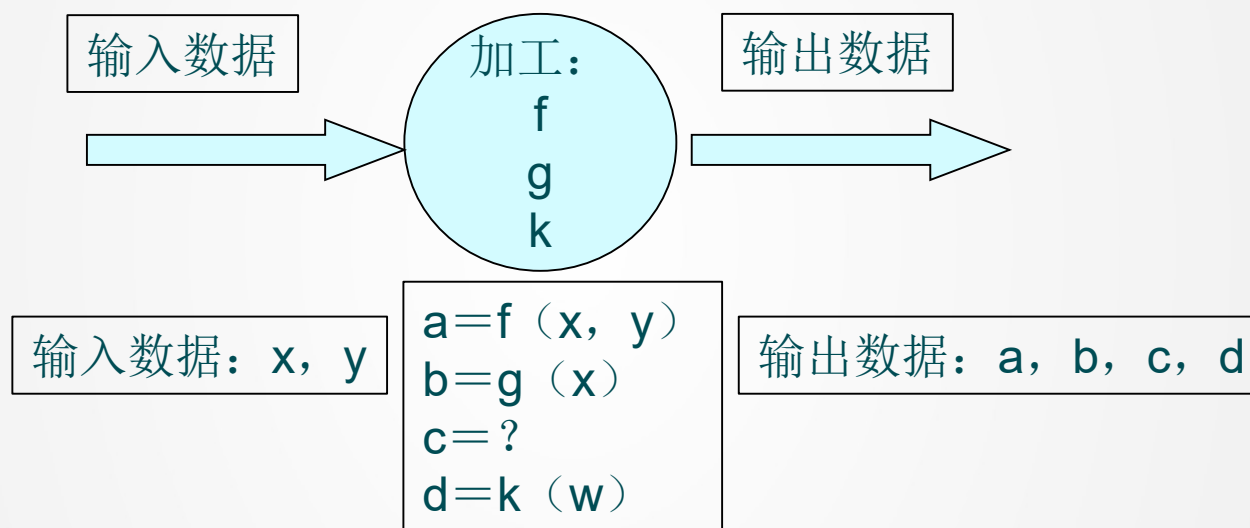 输入数据
加工：
f
g
k
输出数据
输入数据：x，y
a＝f（x，y）
b＝g（x）
c＝？
d＝k（w）
输出数据：a，b，c，d